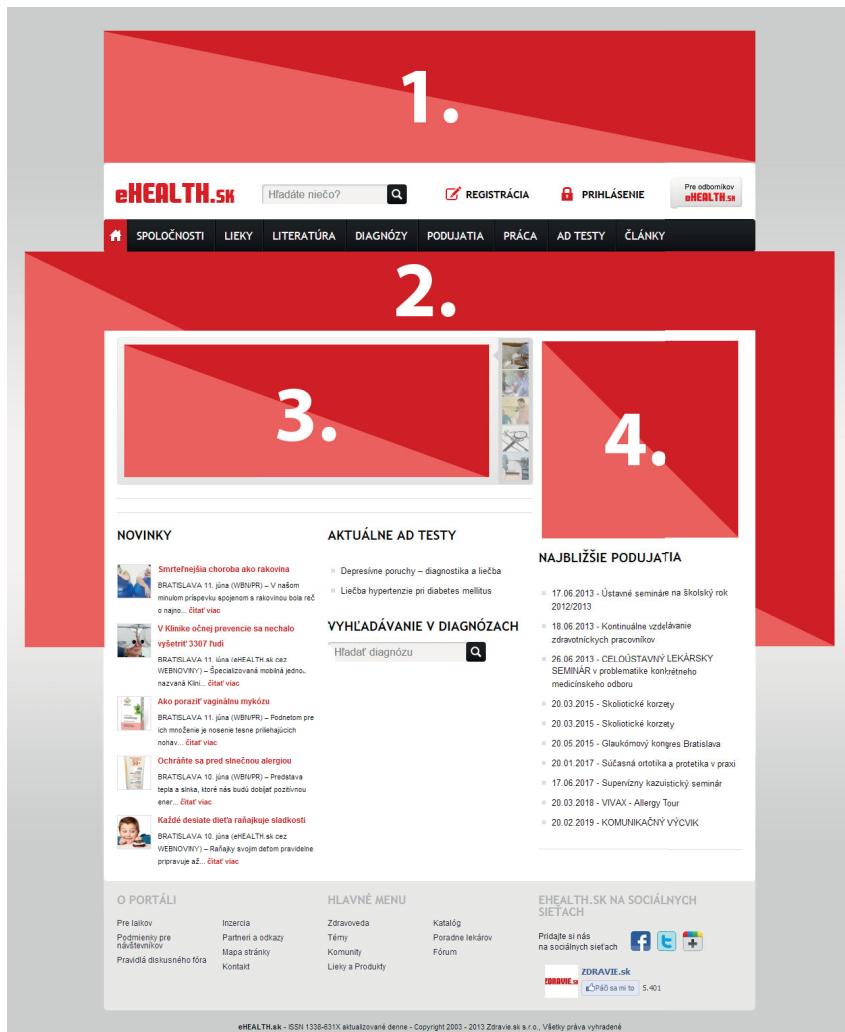 1.
eHEALTH.SK
Hľadáte niečo?
REGISTRÁCIA
PRIHLÁSENIE
Pre odborníkov
eHEALTH.SK
SPOLOČNOSTI LIEKY LITERATÚRA DIAGNÓZY PODUJATIA PRÁCA AD TESTY ČLÁNKY
2.
3.
4.
NOVINKY
Smrteľnejšia choroba ako rakovina
BRATISLAVA 11. júna (WBN/PR) – V našom
minulom príspevku spojenom s rakovinou bola reč
o najno... čítať viac
V Klinike očnej prevencie sa nechalo
vyšetriť 3307 ľudí
BRATISLAVA 11. júna (eHEALTH.sk cez
WEBNOVINY) – Špecializovaná mobilná jedno..
nazvaná Klini... čítať viac
Ako poraziť vaginálnu mykózu
BRATISLAVA 11. júna (WBN/PR) – Podnetom pre
ich množenie je nosenie tesne priliehajúcich
nohav... čítať viac
Ochráňte sa pred slnečnou alergiou
BRATISLAVA 10. júna (WBN/PR) – Predstava
tepla a slnka, ktoré nás budú dobíjať pozitívnou
ener... čítať viac
Každé desiate dieťa raňajkuje sladkosti
BRATISLAVA 10. júna (eHEALTH.sk cez
WEBNOVINY) – Raňajky svojim deťom pravidelne
pripravuje až... čítať viac
AKTUÁLNE AD TESTY
Depresívne poruchy – diagnostika a liečba
Liečba hypertenzie pri diabetes mellitus
VYHĽADÁVANIE V DIAGNÓZACH
Hľadať diagnózu
NAJBLIŽŠIE PODUJATIA
17.06.2013 - Ústavné semináre na školský rok
2012/2013
18.06.2013 - Kontinuálne vzdelávanie
zdravotníckych pracovníkov
26.06.2013 - CELOÚSTAVNÝ LEKÁRSKY
SEMINÁR v problematike konkrétneho
medicínskeho odboru
20.03.2015 - Skoliotické korzety
20.03.2015 - Skoliotické korzety
20.05.2015 - Glaukómový kongres Bratislava
20.01.2017 - Súčasná ortotika a protetika v praxi
17.06.2017 - Supervízny kazuistický seminár
20.03.2018 - VIVAX - Allergy Tour
20.02.2019 - KOMUNIKAČNÝ VÝCVIK
O PORTÁLI
Pre laikov
Podmienky pre
návštevníkov
Pravidlá diskusného fóra
Inzercia
Partneri a odkazy
Mapa stránky
Kontakt
HLAVNÉ MENU
Zdravoveda
Témy
Komunity
Lieky a Produkty
Katalóg
Poradne lekárov
Fórum
EHEALTH.SK NA SOCIÁLNYCH
SIEŤACH
Pridajte si nás
na sociálnych sieťach
ZDRAVIE.sk
ZDRAVIE.sk
Páči sa mi to 5.401
eHEALTH.sk - ISSN 1338-631X aktualizované denne - Copyright 2003 - 2013 Zdravie.sk s.r.o., Všetky práva vyhradené